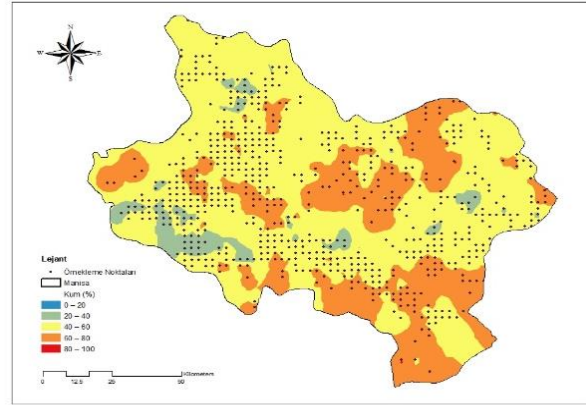 N
W E
S
Lejant
Örnekleme Noktaları
Manisa
Kum (%)
0 – 20
20 – 40
40 – 60
60 – 80
80 – 100
0 12.5 25 50
Kilometers